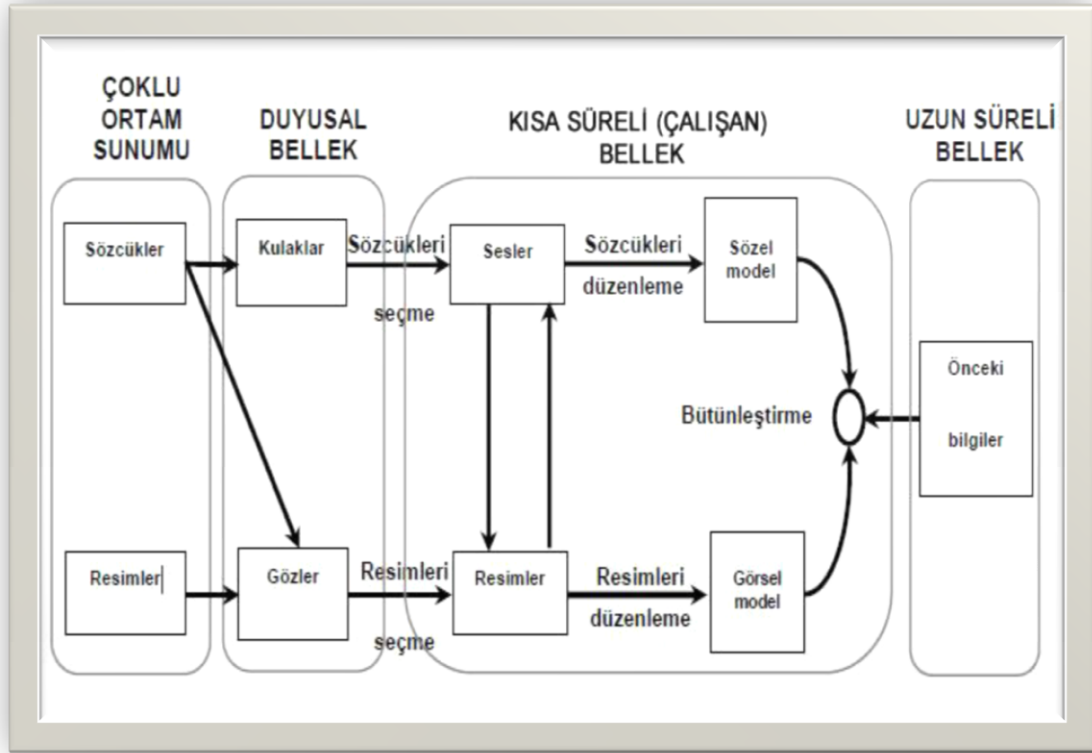 ÇOKLU
ORTAM
SUNUMU
DUYUSAL
BELLEK
KISA SÜRELİ (ÇALIŞAN)
BELLEK
UZUN SÜRELİ
BELLEK
Sözcükler
Kulaklar
Sözcükleri
seçme
Sesler
Sözcükleri
düzenleme
Sözel
model
Bütünleştirme
Önceki
bilgiler
Resimler
Gözler
Resimleri
seçme
Resimler
Resimleri
düzenleme
Görsel
model